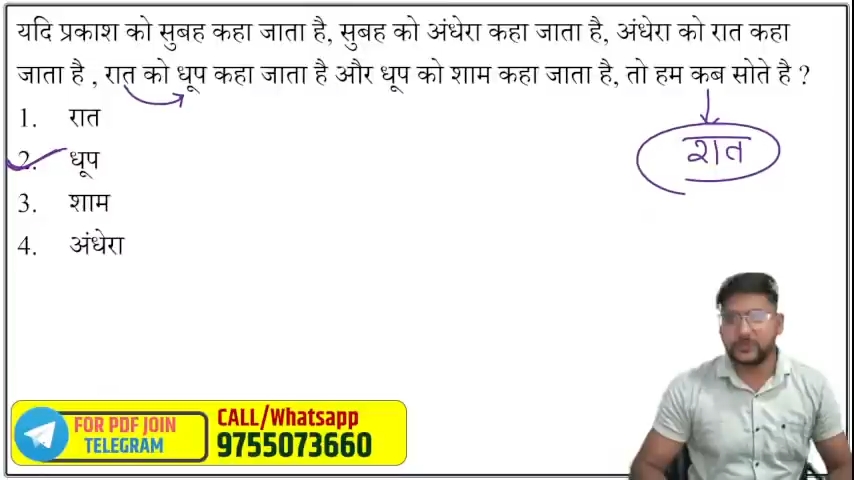 यदि प्रकाश को सुबह कहा जाता है, सुबह को अंधेरा कहा जाता है, अंधेरा को रात कहा
जाता है , रात को धूप कहा जाता है और धूप को शाम कहा जाता है, तो हम कब सोते है ?
1. रात
रात
2. धूप
3. शाम
4. अंधेरा
FOR PDF JOIN
TELEGRAM
CALL/Whatsapp
9755073660